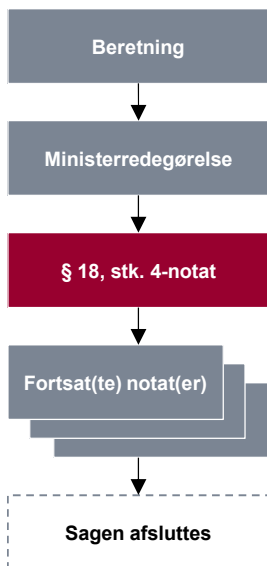 Beretning
Ministerredegørelse
§ 18, stk. 4-notat
Fortsat(te) notat(er)
Sagen afsluttes